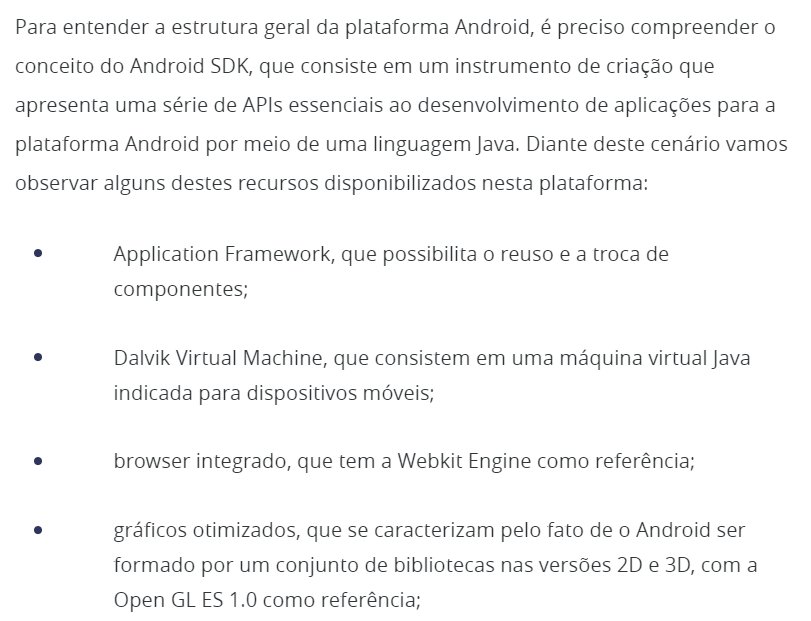 Para entender a estrutura geral da plataforma Android, é preciso compreender o
conceito do Android SDK, que consiste em um instrumento de criação que
apresenta uma série de APIs essenciais ao desenvolvimento de aplicações para a
plataforma Android por meio de uma linguagem Java. Diante deste cenário vamos
observar alguns destes recursos disponibilizados nesta plataforma:
• Application Framework, que possibilita o reuso e a troca de
componentes;
• Dalvik Virtual Machine, que consistem em uma máquina virtual Java
indicada para dispositivos móveis;
• browser integrado, que tem a Webkit Engine como referência;
• gráficos otimizados, que se caracterizam pelo fato de o Android ser
formado por um conjunto de bibliotecas nas versões 2D e 3D, com a
Open GL ES 1.0 como referência;